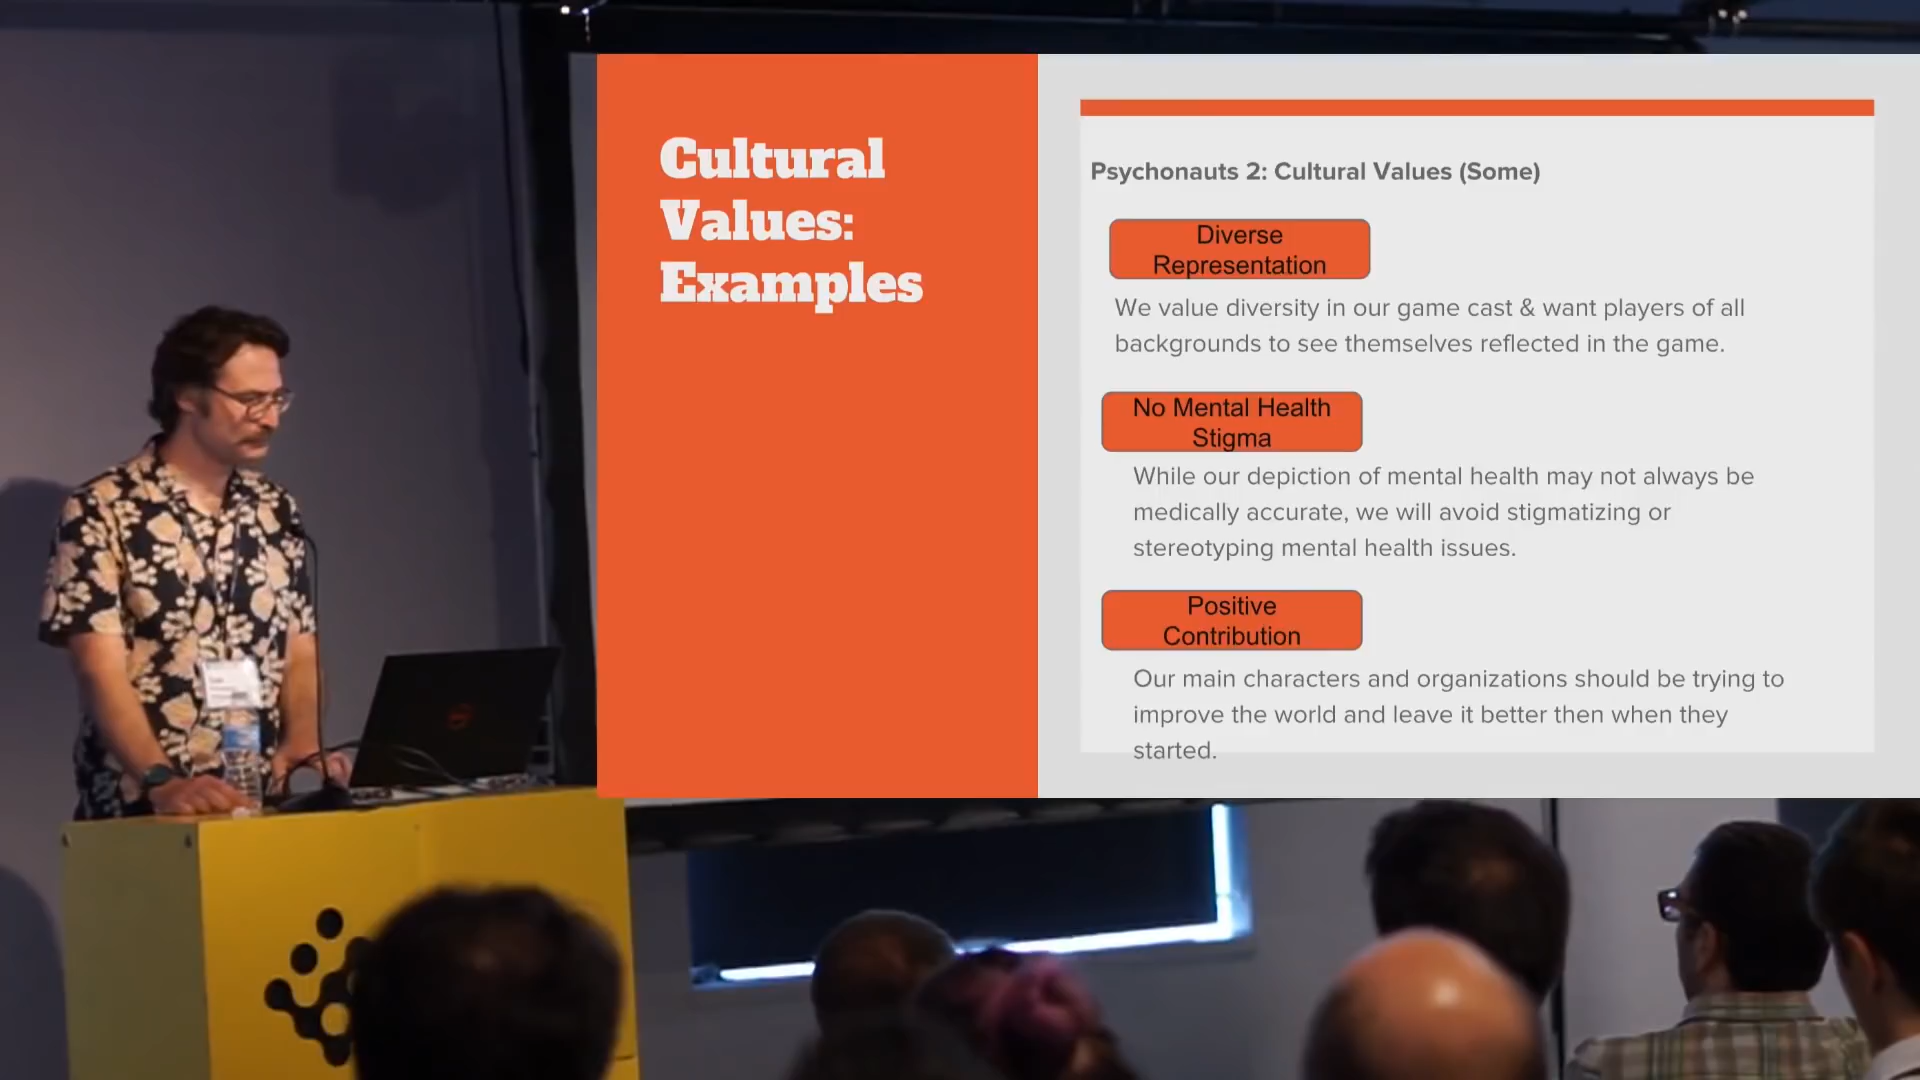 Cultural
Values:
Examples
Psychonauts 2: Cultural Values (Some)
Diverse
Representation
We value diversity in our game cast & want players of all
backgrounds to see themselves reflected in the game.
No Mental Health
Stigma
While our depiction of mental health may not always be
medically accurate, we will avoid stigmatizing or
stereotyping mental health issues.
Positive
Contribution
Our main characters and organizations should be trying to
improve the world and leave it better then when they
started.